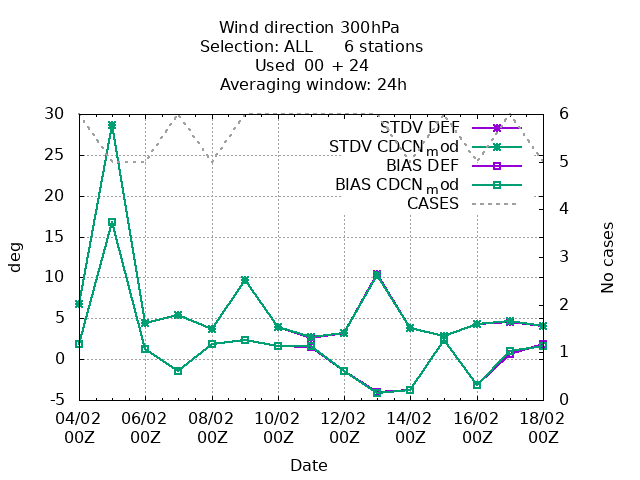 Wind direction 300hPa
Selection: ALL 6 stations
Used 00 + 24
Averaging window: 24h
STDV DEF
STDV CDCN_mod
BIAS DEF
BIAS CDCN_mod
CASES
30
25
20
15
10
5
0
-5
deg
6
5
4
3
2
1
0
No cases
04/02 06/02 08/02 10/02 12/02 14/02 16/02 18/02
00Z 00Z 00Z 00Z 00Z 00Z 00Z 00Z
Date